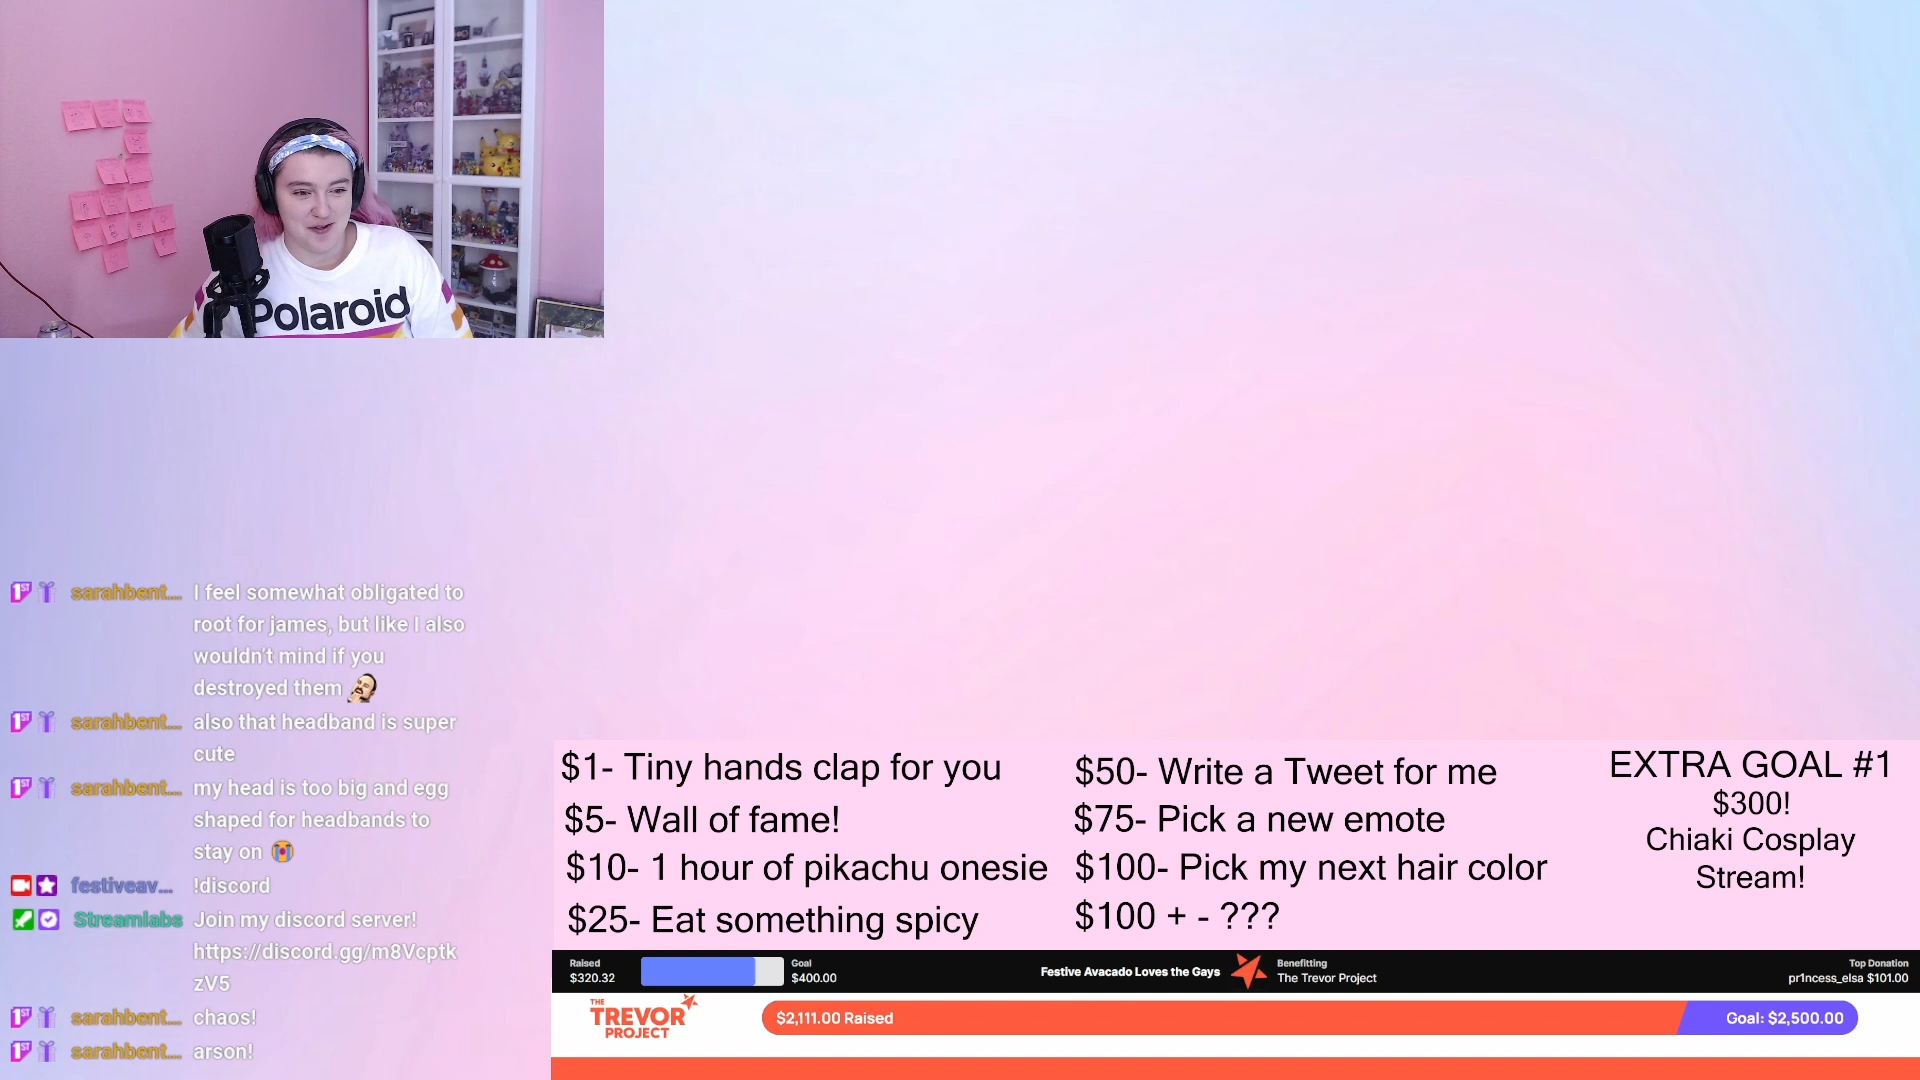 Polaroid
sarahbent... I feel somewhat obligated to
root for james, but like I also
wouldn't mind if you
destroyed them
sarahbent... also that headband is super
cute
sarahbent... my head is too big and egg
shaped for headbands to
stay on
festiveav... !discord
Streamlabs Join my discord server!
https://discord.gg/m8Vcptk
zV5
sarahbent... chaos!
sarahbent... arson!
$1- Tiny hands clap for you
$5- Wall of fame!
$10- 1 hour of pikachu onesie
$25- Eat something spicy
$50- Write a Tweet for me
$75- Pick a new emote
$100- Pick my next hair color
$100 + - ???
EXTRA GOAL #1
$300!
Chiaki Cosplay
Stream!
Raised
$320.32
Goal
$400.00
Festive Avacado Loves the Gays
Benefitting
The Trevor Project
Top Donation
pr1ncess_elsa $101.00
THE
TREVOR
PROJECT
$2,111.00 Raised
Goal: $2,500.00